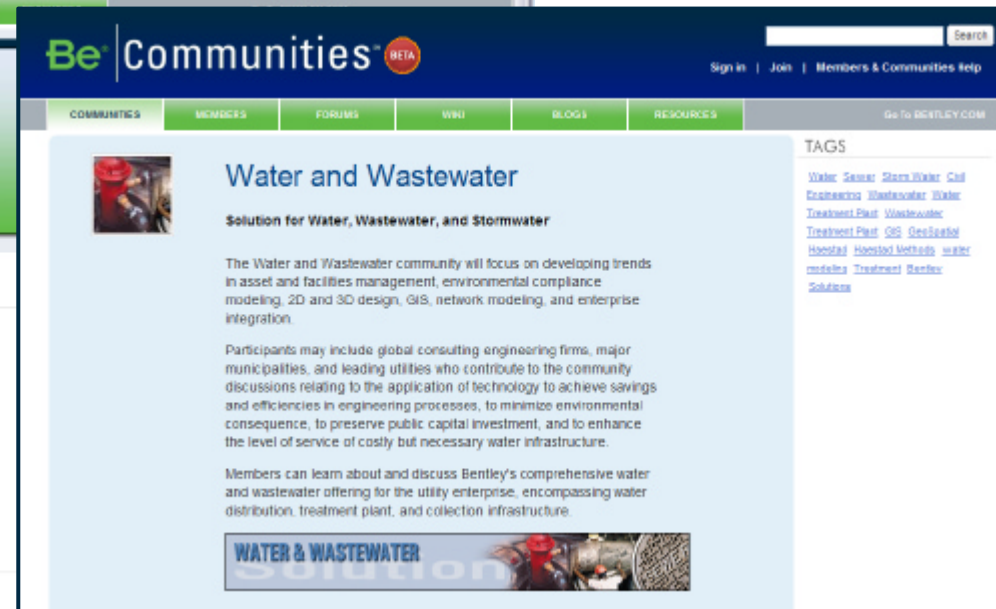 Be Communities BETA
Search
Sign in | Join | Members & Communities Help
COMMUNITIES MEMBERS FORUMS WIKI BLOGS RESOURCES Go To BENTLEY.COM
Water and Wastewater
Solution for Water, Wastewater, and Stormwater
The Water and Wastewater community will focus on developing trends
in asset and facilities management, environmental compliance
modeling, 2D and 3D design, GIS, network modeling, and enterprise
integration.
Participants may include global consulting engineering firms, major
municipalities, and leading utilities who contribute to the community
discussions relating to the application of technology to achieve savings
and efficiencies in engineering processes, to minimize environmental
consequence, to preserve public capital investment, and to enhance
the level of service of costly but necessary water infrastructure.
Members can learn about and discuss Bentley's comprehensive water
and wastewater offering for the utility enterprise, encompassing water
distribution, treatment plant, and collection infrastructure.
WATER & WASTEWATER
Solution
TAGS
Water Sewer Storm Water Civil
Engineering Wastewater Water
Treatment Plant Wastewater
Treatment Plant GIS GeoSpatial
Haestad Haestad Methods water
modeling Treatment Bentley
Solutions